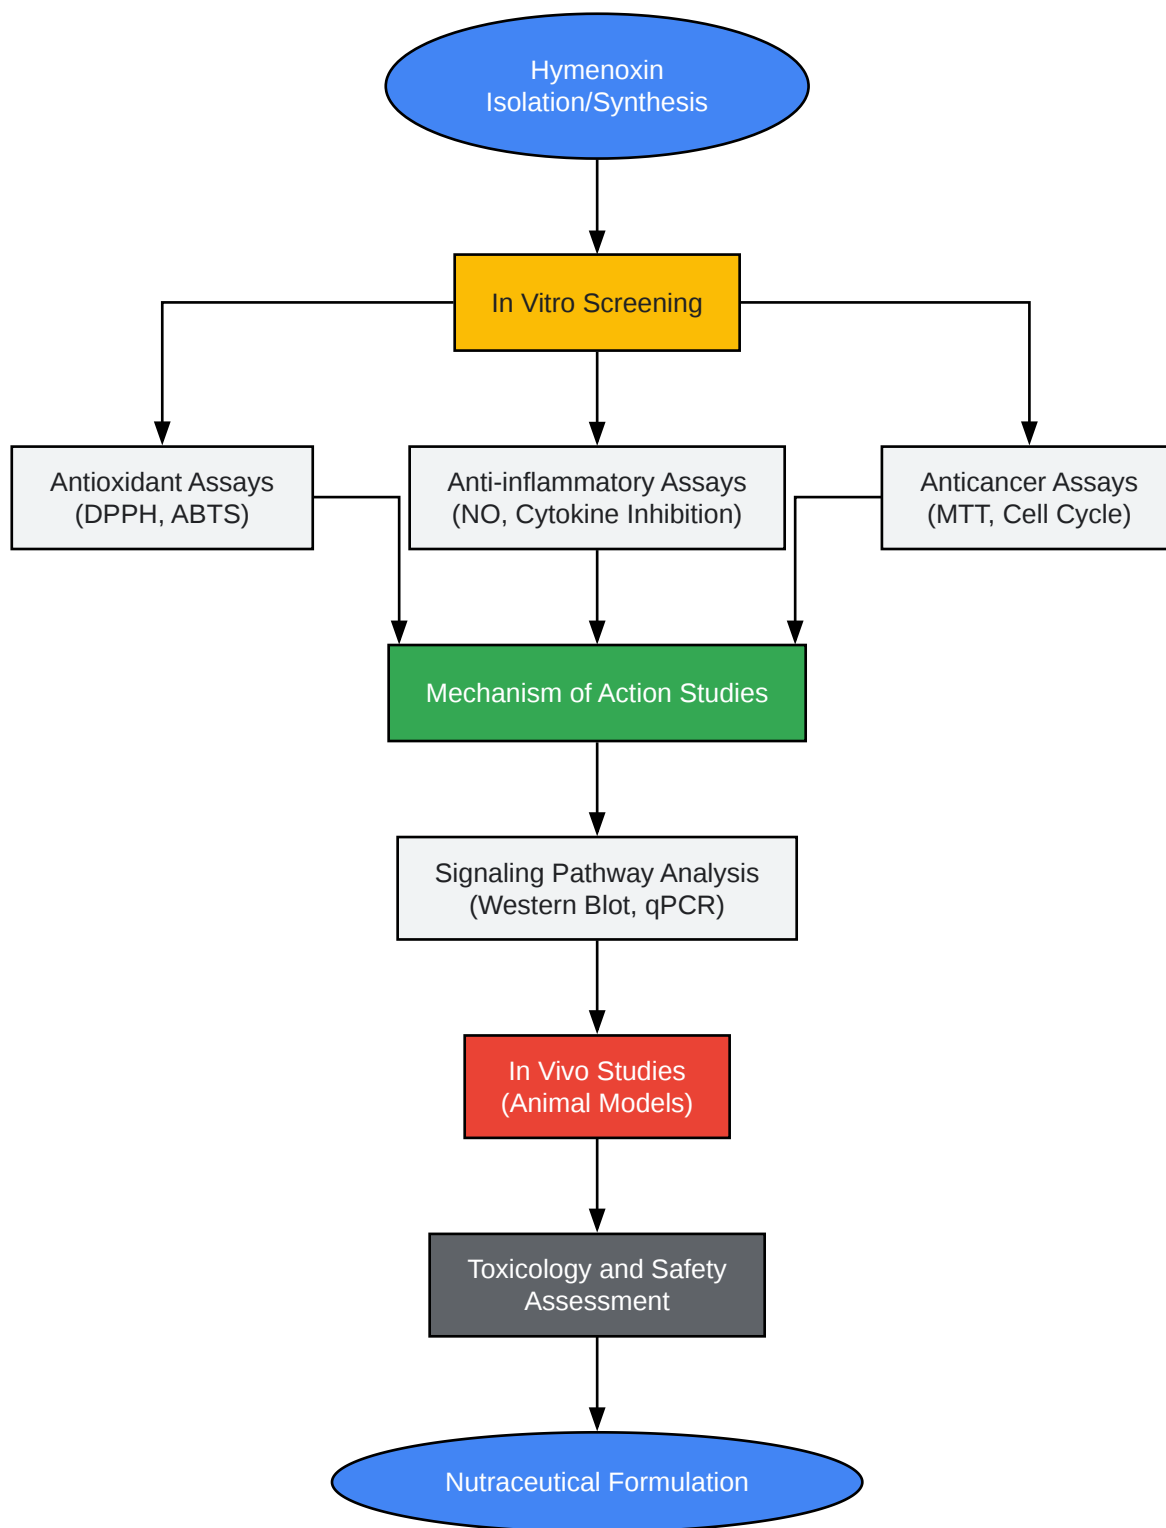 Hymenoxin
Isolation/Synthesis
In Vitro Screening
Antioxidant Assays
(DPPH, ABTS)
Anti-inflammatory Assays
(NO, Cytokine Inhibition)
Anticancer Assays
(MTT, Cell Cycle)
Mechanism of Action Studies
Signaling Pathway Analysis
(Western Blot, qPCR)
In Vivo Studies
(Animal Models)
Toxicology and Safety
Assessment
Nutraceutical Formulation